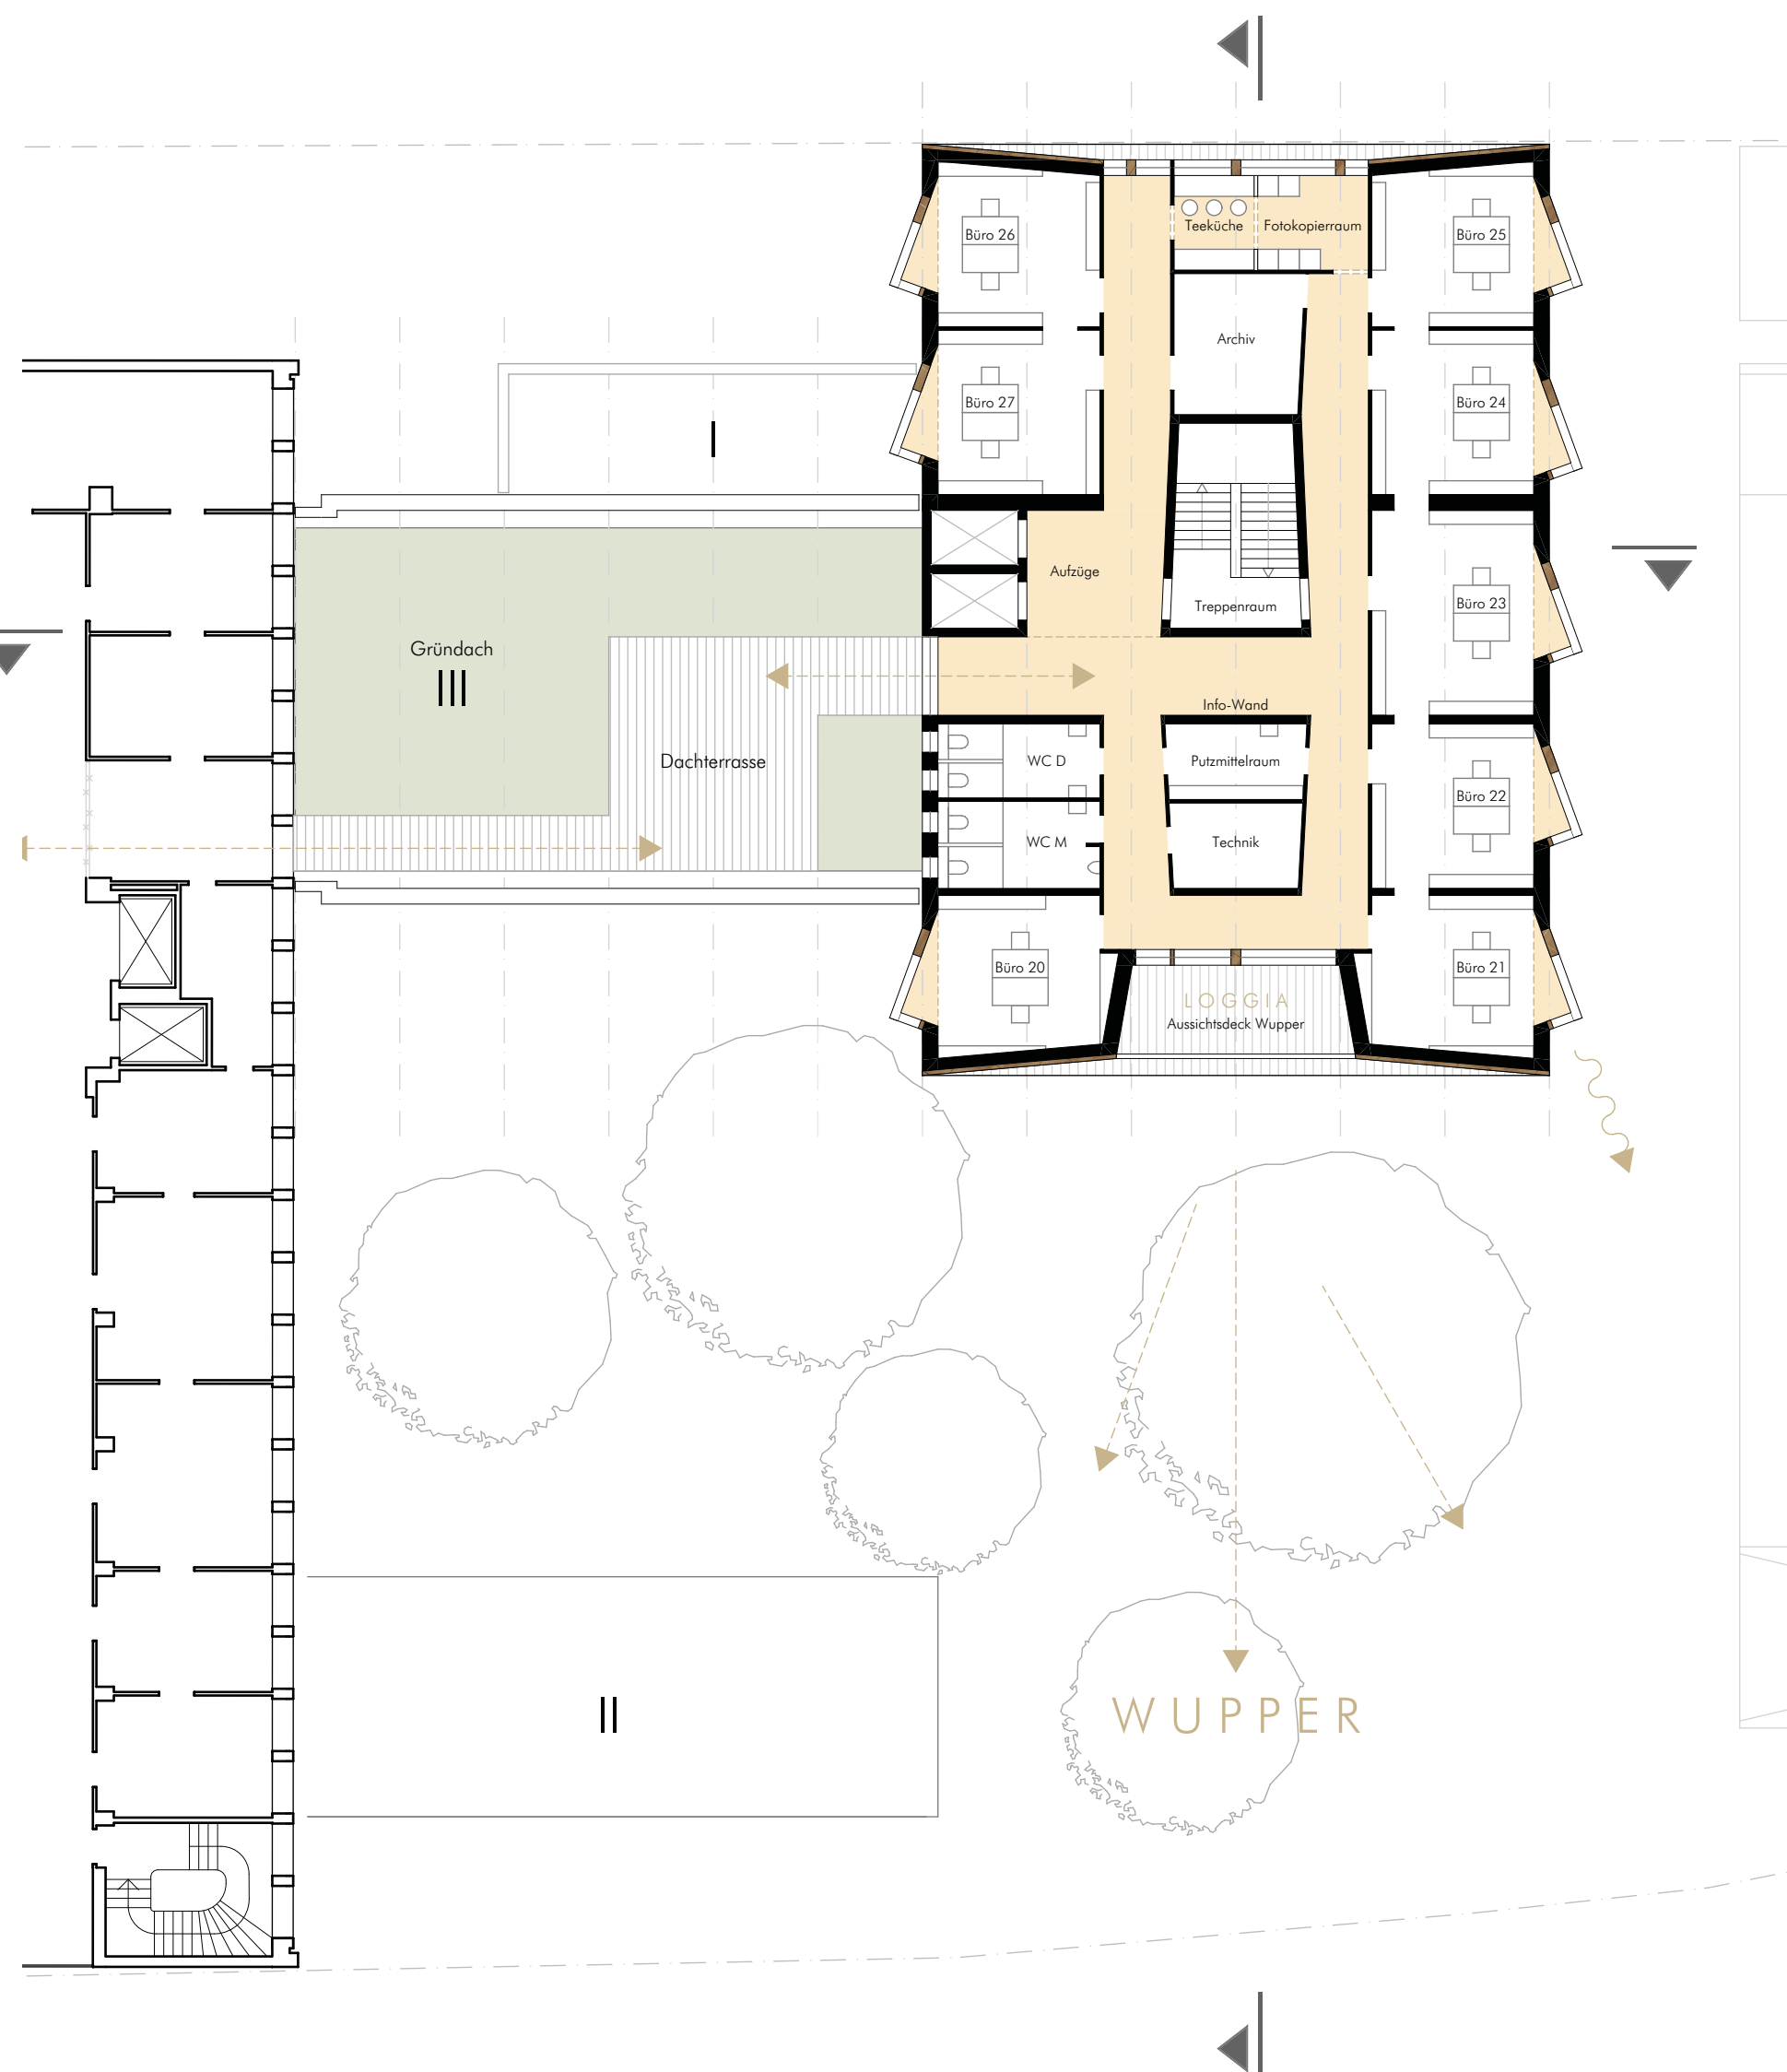 Büro 26
Teeküche
Fotokopierraum
Büro 25
Archiv
Büro 27
Büro 24
I
Aufzüge
Büro 23
Treppenraum
Gründach
III
Info-Wand
Dachterrasse
WC D
Putzmittelraum
Büro 22
WC M
Technik
Büro 20
Büro 21
LOGGIA
Aussichtsdeck Wupper
II
WUPPER